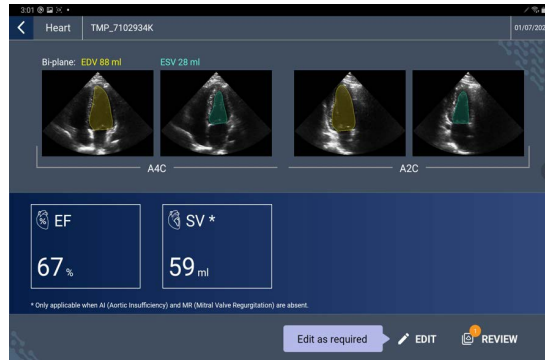 3:01
Heart TMP_7102934K 01/07/202
Bi-plane: EDV 88 ml ESV 28 ml
A4C A2C
EF SV *
%
67 % 59 ml
* Only applicable when AI (Aortic Insufficiency) and MR (Mitral Valve Regurgitation) are absent.
Edit as required EDIT 1 REVIEW